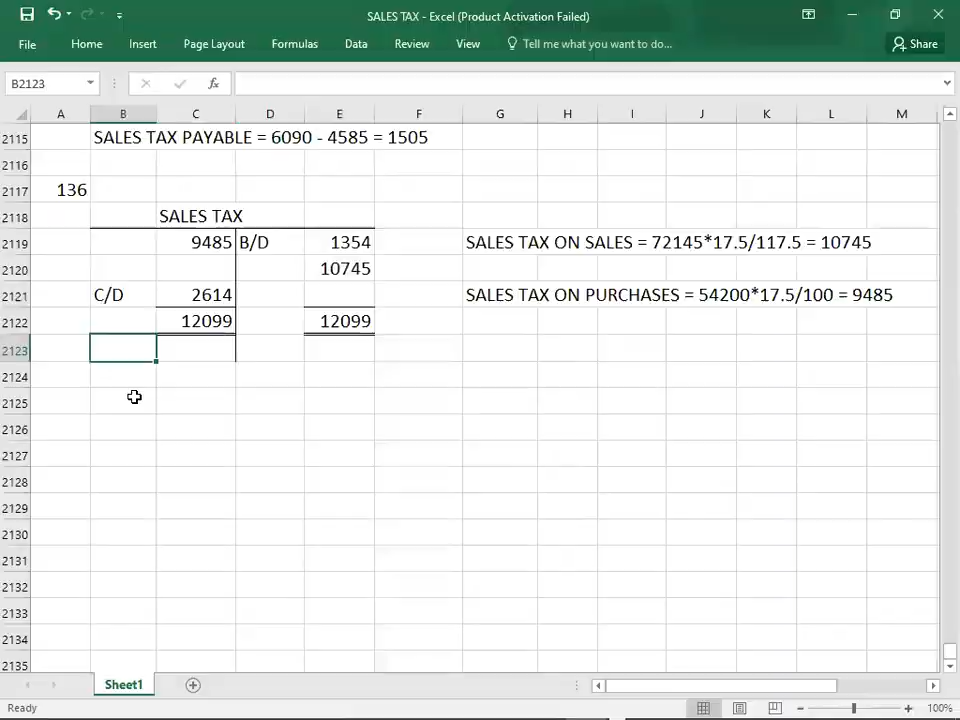 SALES TAX - Excel (Product Activation Failed)
File Home Insert Page Layout Formulas Data Review View Tell me what you want to do... Share
B2123 fx
A B C D E F G H I J K L M
2115 SALES TAX PAYABLE = 6090 - 4585 = 1505
2116
2117 136
2118 SALES TAX
2119 9485 B/D 1354 SALES TAX ON SALES = 72145*17.5/117.5 = 10745
2120 10745
2121 C/D 2614 SALES TAX ON PURCHASES = 54200*17.5/100 = 9485
2122 12099 12099
2123
2124
2125
2126
2127
2128
2129
2130
2131
2132
2133
2134
2135
Sheet1
Ready 100%